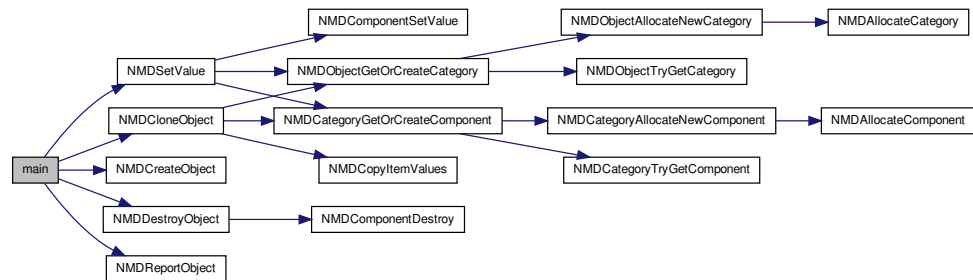 NMDComponentSetValue
NMDObjectAllocateNewCategory
NMDAllocateCategory
NMDSetValue
NMDObjectGetOrCreateCategory
NMDObjectTryGetCategory
NMDCloneObject
NMDCategoryGetOrCreateComponent
NMDCategoryAllocateNewComponent
NMDAllocateComponent
main
NMDCreateObject
NMDCopyItemValues
NMDCategoryTryGetComponent
NMDDestroyObject
NMDComponentDestroy
NMDReportObject